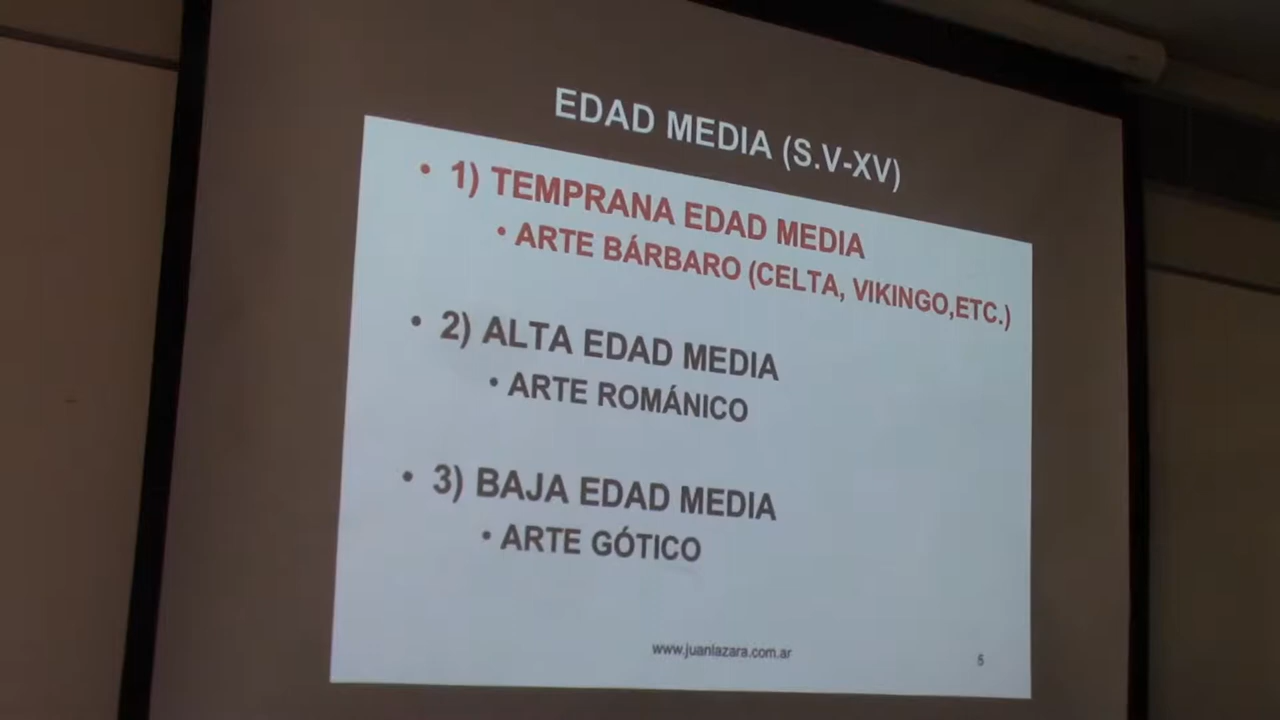 EDAD MEDIA (S.V-XV)
• 1) TEMPRANA EDAD MEDIA
• ARTE BÁRBARO (CELTA, VIKINGO,ETC.)
• 2) ALTA EDAD MEDIA
• ARTE ROMÁNICO
• 3) BAJA EDAD MEDIA
• ARTE GÓTICO
www.juanlazara.com.ar
5